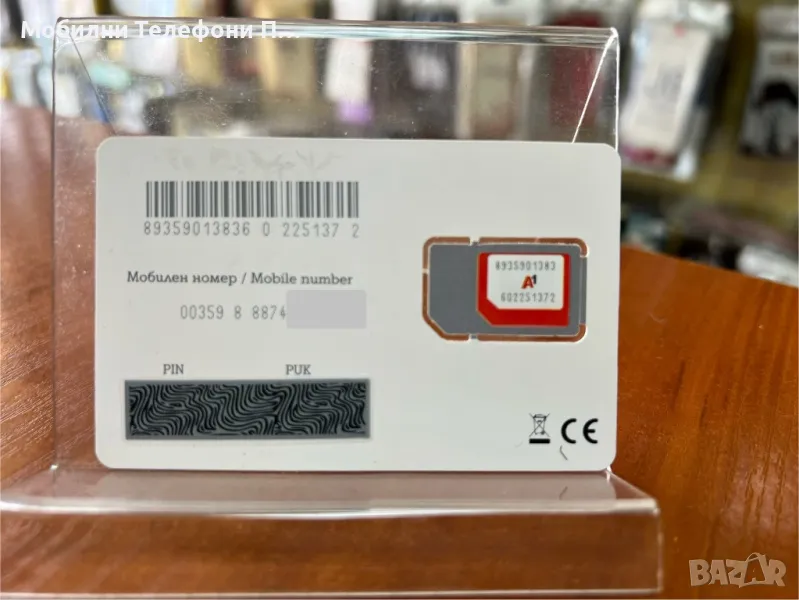 Мобилни Телефони П...
89359013836 0 225137 2
Мобилен номер / Mobile number
00359 8 8874
PIN PUK
8935901383
A1
602251372
CE
BAZAR